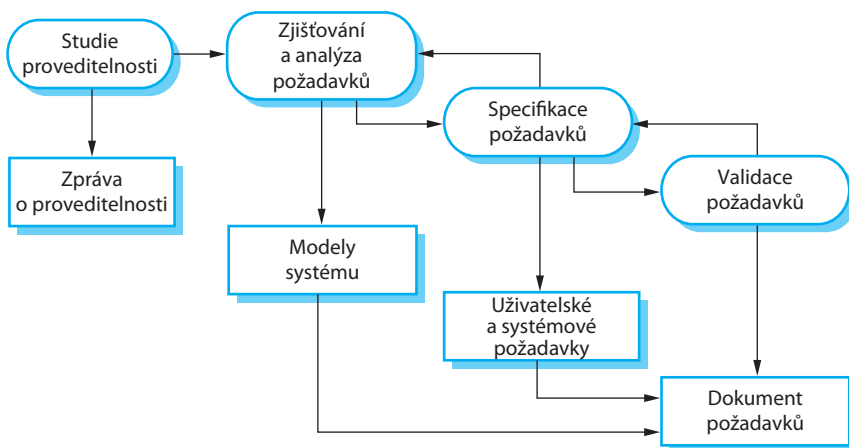 Studie
proveditelnosti
Zjišťování
a analýza
požadavků
Specifikace
požadavků
Validace
požadavků
Zpráva
o proveditelnosti
Modely
systému
Uživatelské
a systémové
požadavky
Dokument
požadavků